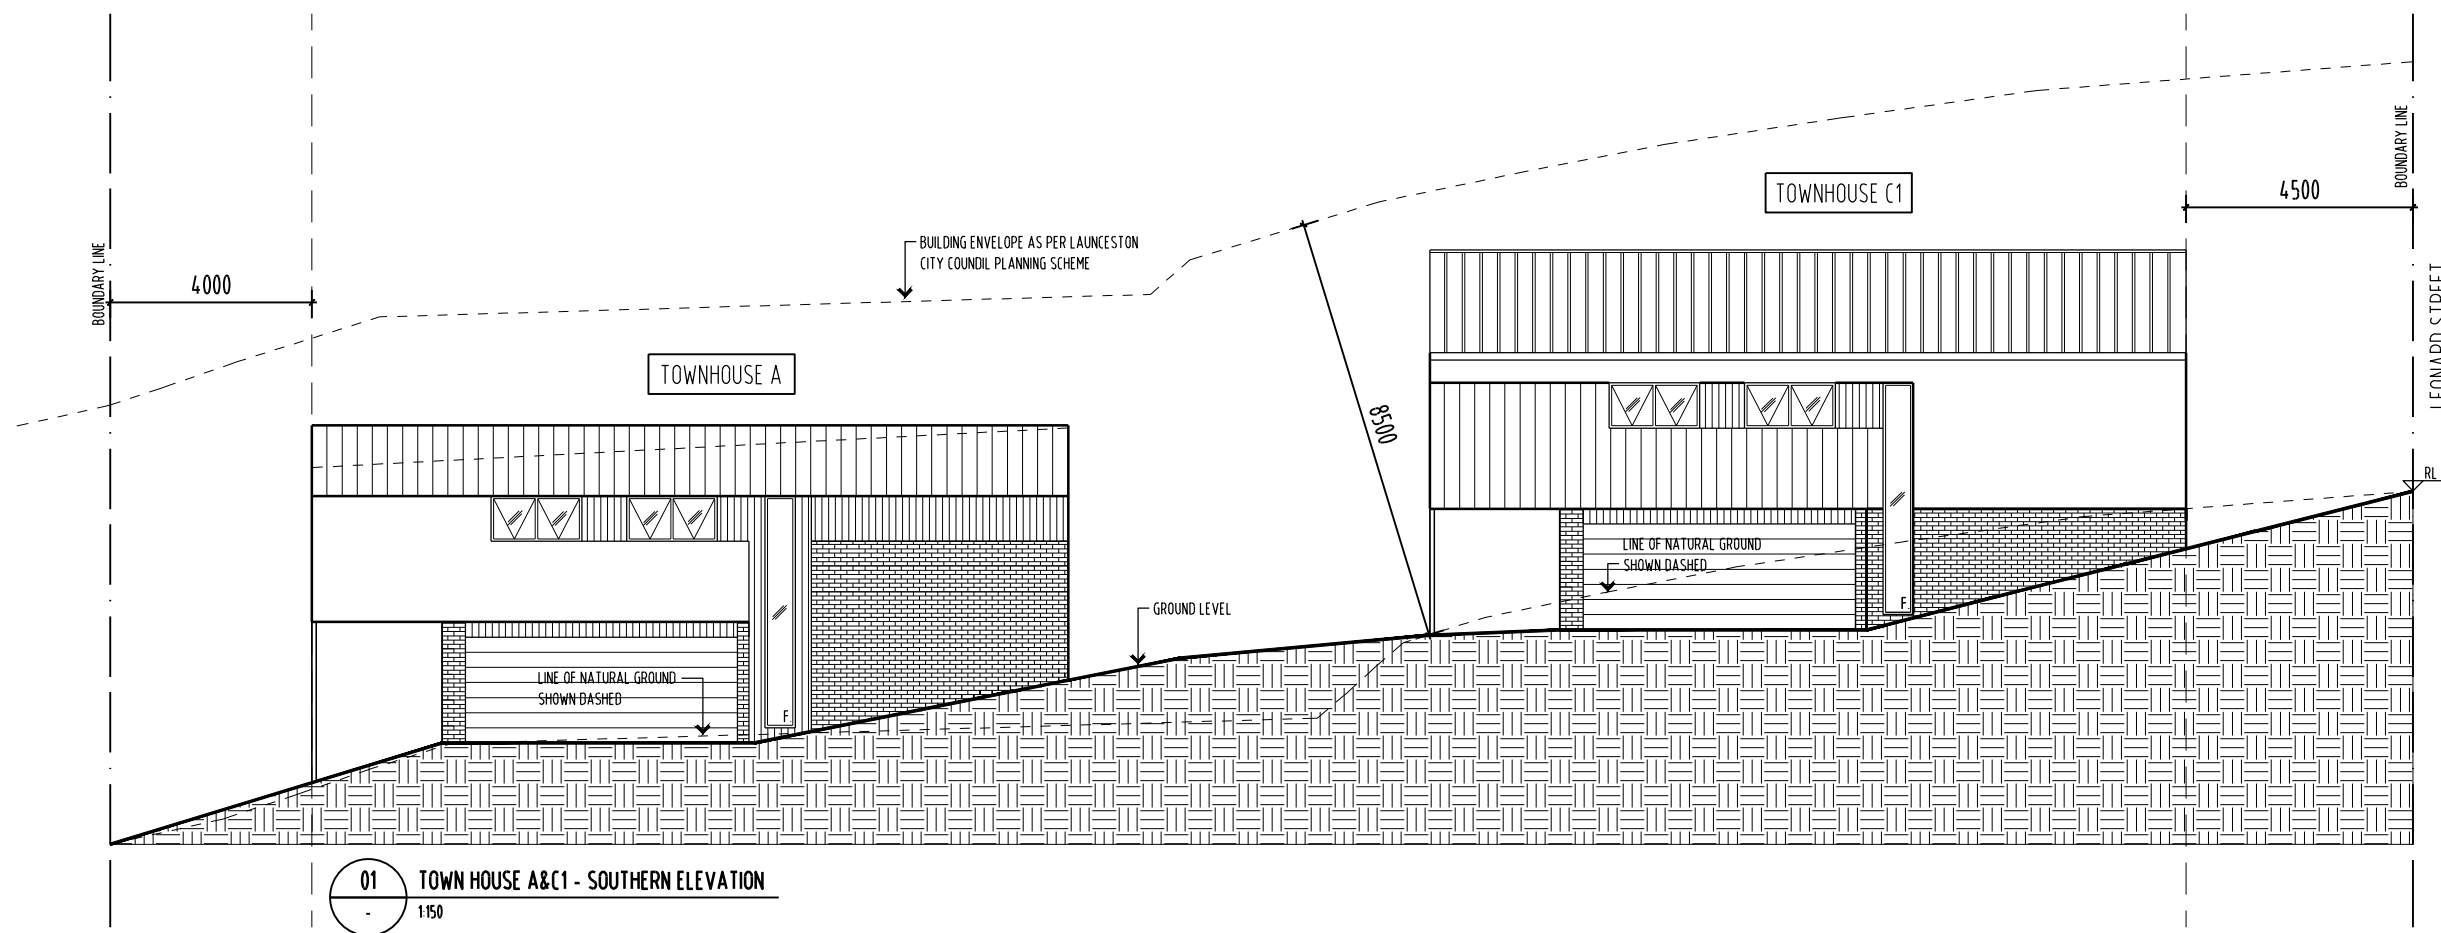 BOUNDARY LINE
TOWNHOUSE C1
4500
BUILDING ENVELOPE AS PER LAUNCESTON
CITY COUNDIL PLANNING SCHEME
BOUNDARY LINE
4000
TOWNHOUSE A
8500
RL
LINE OF NATURAL GROUND
SHOWN DASHED
F
GROUND LEVEL
LINE OF NATURAL GROUND
SHOWN DASHED
F
01
TOWN HOUSE A&C1 - SOUTHERN ELEVATION
-
1:150